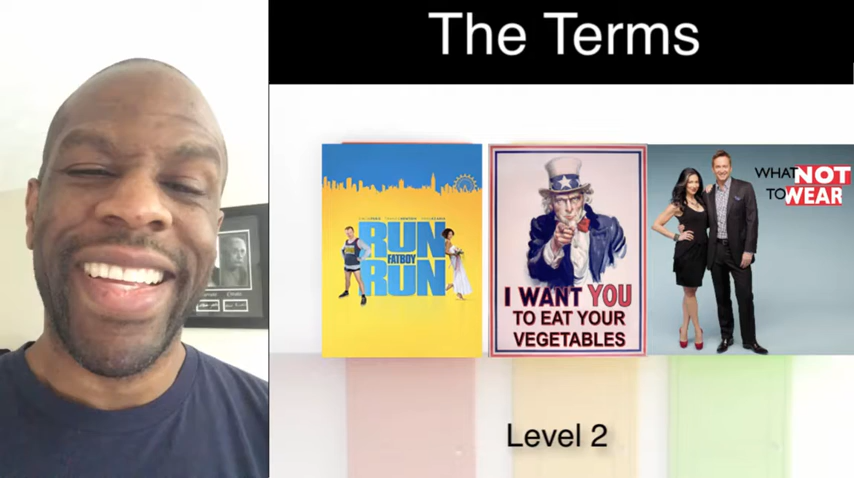 The Terms
RUN
FATBOY
RUN
I WANT YOU
TO EAT YOUR
VEGETABLES
WHAT NOT
TO WEAR
Level 2